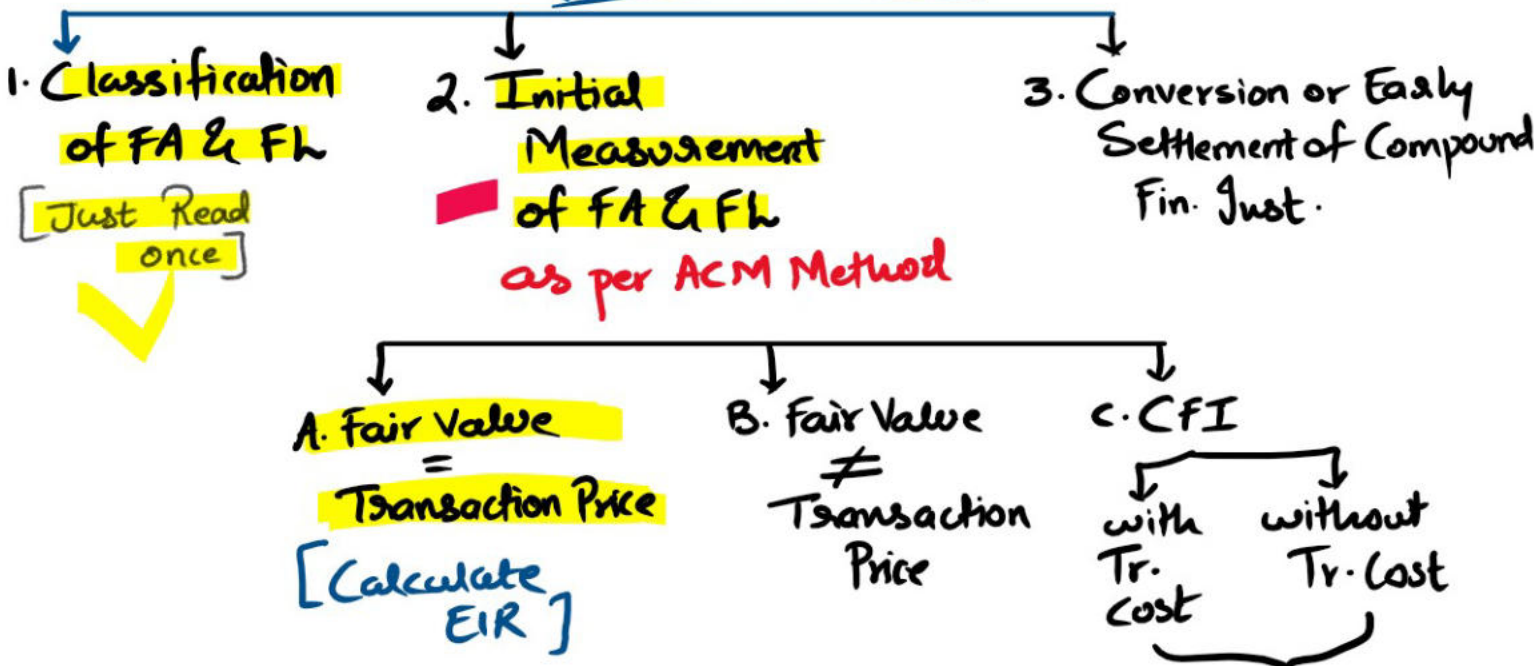 1. Classification
of FA & FL
[Just Read
once]
2. Initial
Measurement
of FA & FL
as per ACM Method
3. Conversion or Early
Settlement of Compound
Fin. Inst.
A. Fair Value
=
Transaction Price
[Calculate
EIR]
B. Fair Value
≠
Transaction
Price
C. CFI
with
Tr.
Cost
without
Tr. Cost